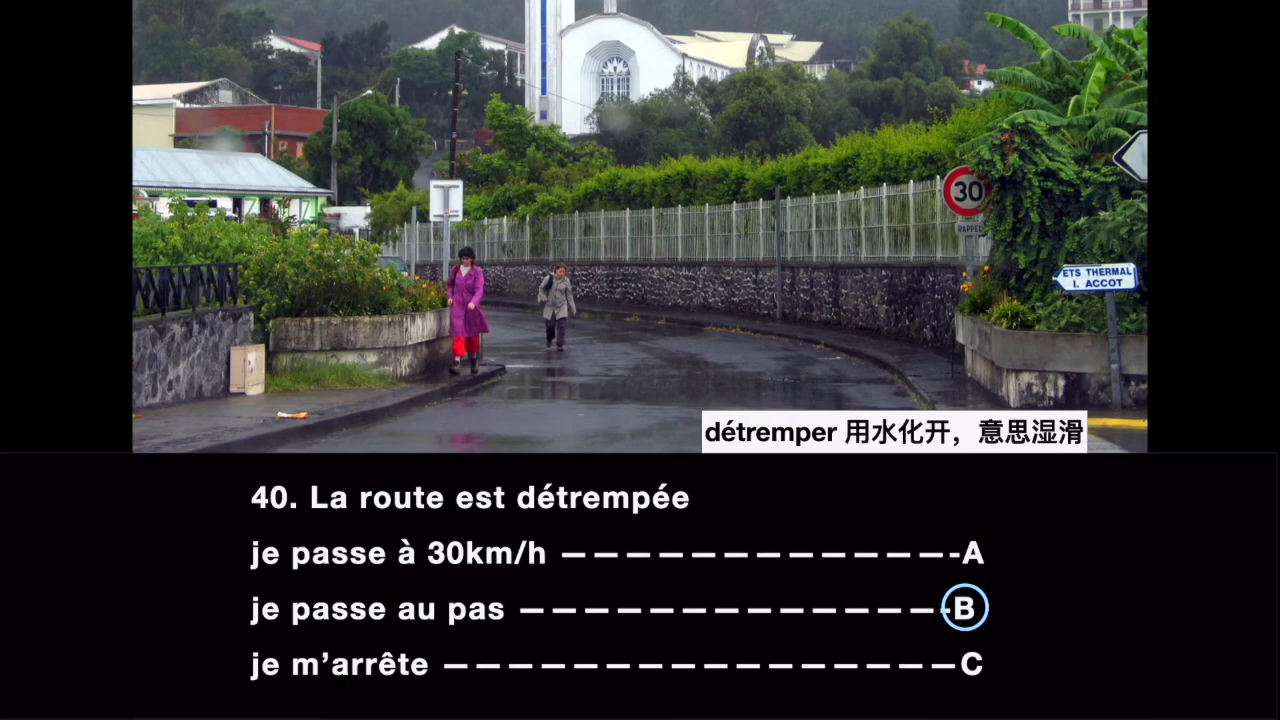 30
RAPPEL
ETS THERMAL
I. ACCOT
détremper 用水化开，意思湿滑
40. La route est détrempée
je passe à 30km/h – – – – – – – – – – – – -A
je passe au pas – – – – – – – – – – – – – -B
je m’arrête – – – – – – – – – – – – – – – – C